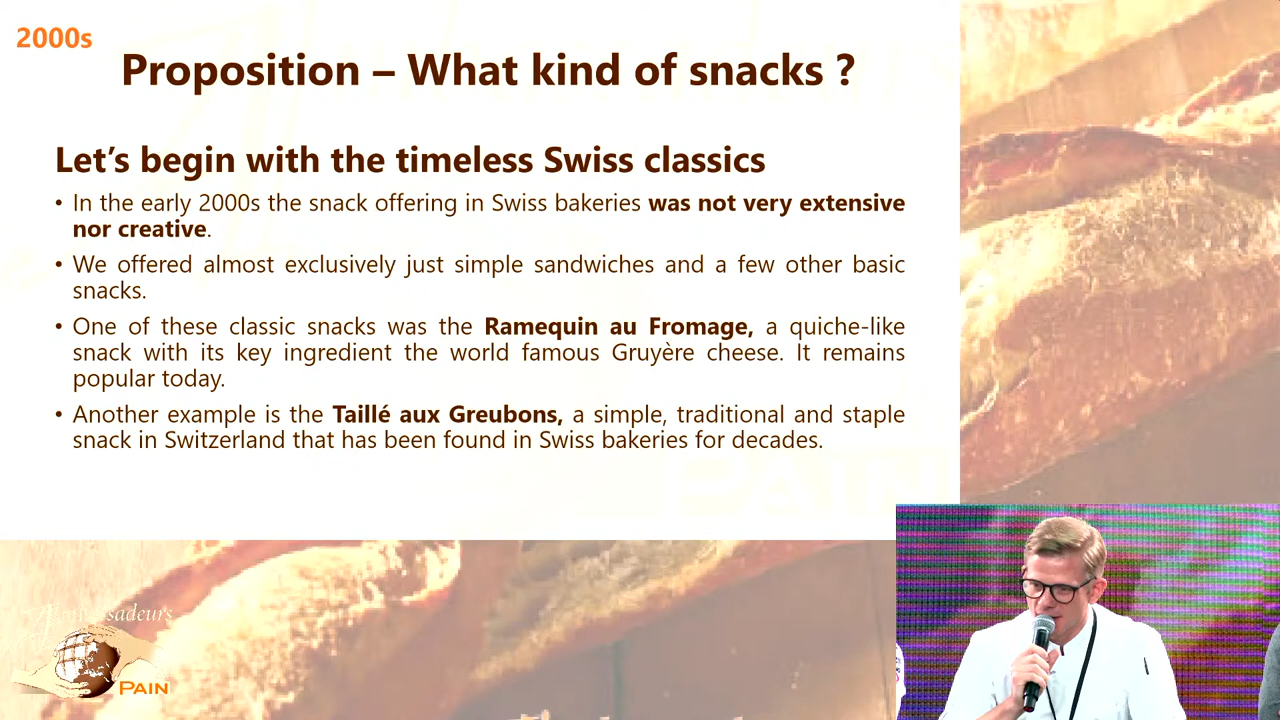 2000s
Proposition – What kind of snacks ?
Let's begin with the timeless Swiss classics
• In the early 2000s the snack offering in Swiss bakeries was not very extensive
nor creative.
• We offered almost exclusively just simple sandwiches and a few other basic
snacks.
• One of these classic snacks was the Ramequin au Fromage, a quiche-like
snack with its key ingredient the world famous Gruyère cheese. It remains
popular today.
• Another example is the Taillé aux Greubons, a simple, traditional and staple
snack in Switzerland that has been found in Swiss bakeries for decades.
Ambassadeurs
PAIN